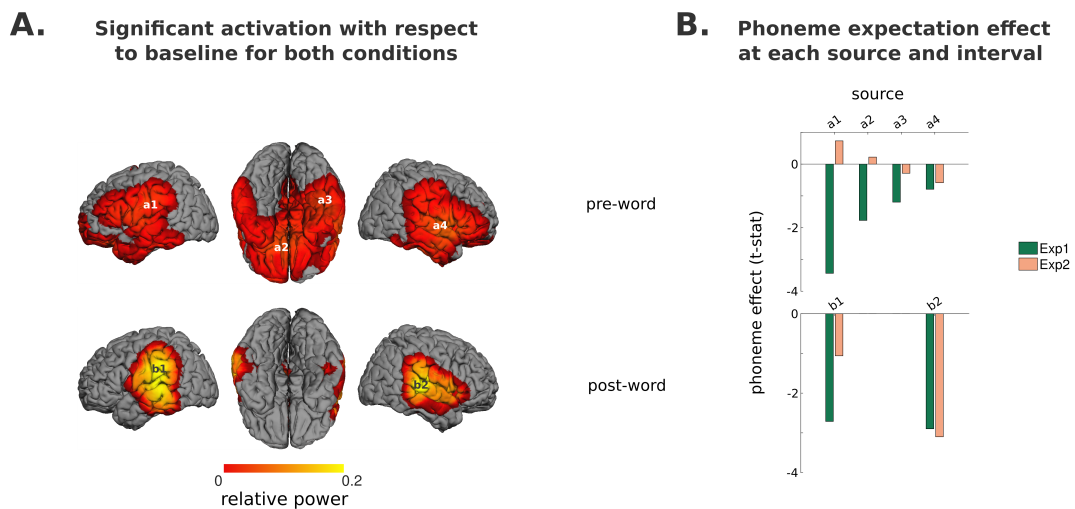 A.
Significant activation with respect
to baseline for both conditions
a1
a2
a3
a4
b1
b2
0
0.2
relative power
pre-word
post-word
B.
Phoneme expectation effect
at each source and interval
source
a1
a2
a3
a4
0
-2
-4
b1
b2
0
-2
-4
phoneme effect (t-stat)
Exp1
Exp2